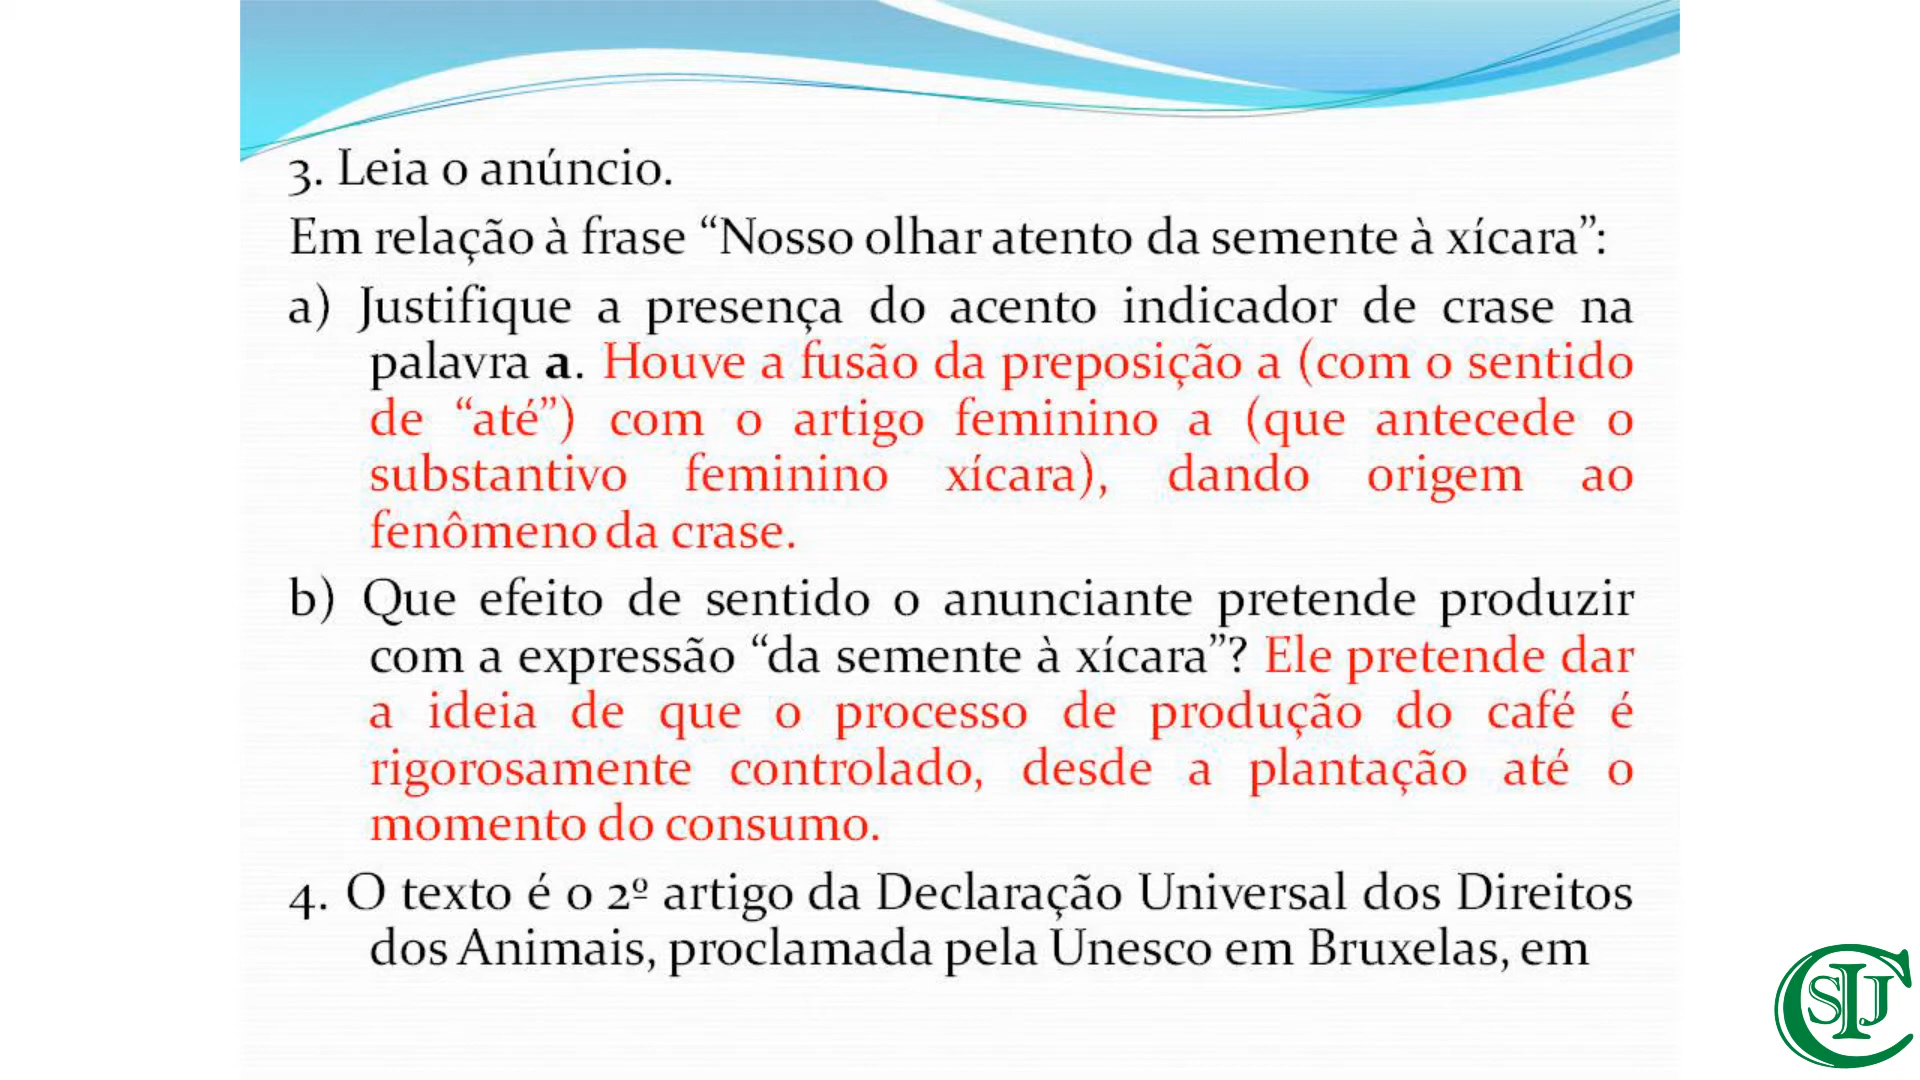 3. Leia o anúncio.
Em relação à frase “Nosso olhar atento da semente à xícara”:
a) Justifique a presença do acento indicador de crase na
palavra a. Houve a fusão da preposição a (com o sentido
de “até”) com o artigo feminino a (que antecede o
substantivo feminino xícara), dando origem ao
fenômeno da crase.
b) Que efeito de sentido o anunciante pretende produzir
com a expressão “da semente à xícara”? Ele pretende dar
a ideia de que o processo de produção do café é
rigorosamente controlado, desde a plantação até o
momento do consumo.
4. O texto é o 2º artigo da Declaração Universal dos Direitos
dos Animais, proclamada pela Unesco em Bruxelas, em